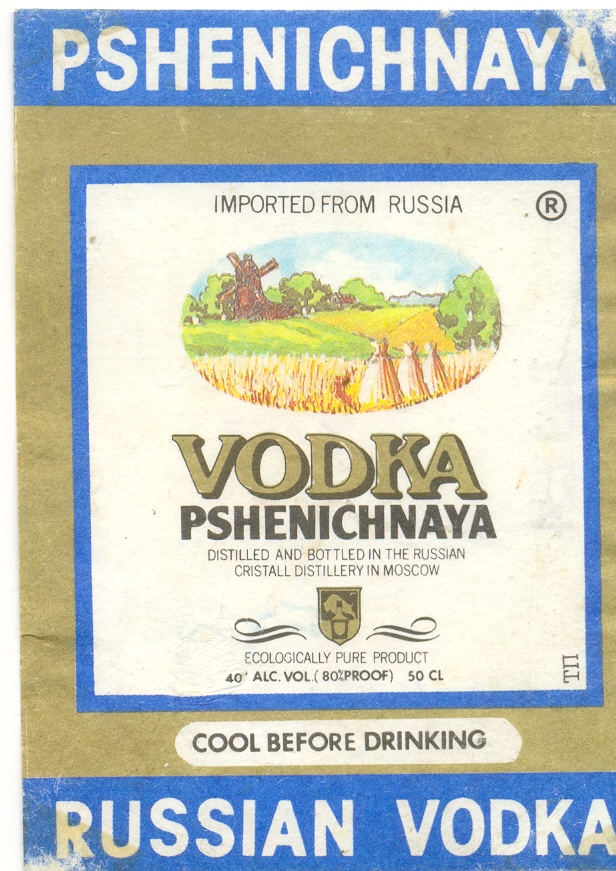 PSHENICHNAYA
IMPORTED FROM RUSSIA
®
VODKA
PSHENICHNAYA
DISTILLED AND BOTTLED IN THE RUSSIAN
CRISTALL DISTILLERY IN MOSCOW
ECOLOGICALLY PURE PRODUCT
40° ALC. VOL. (80% PROOF) 50 CL
ТП
COOL BEFORE DRINKING
RUSSIAN VODKA